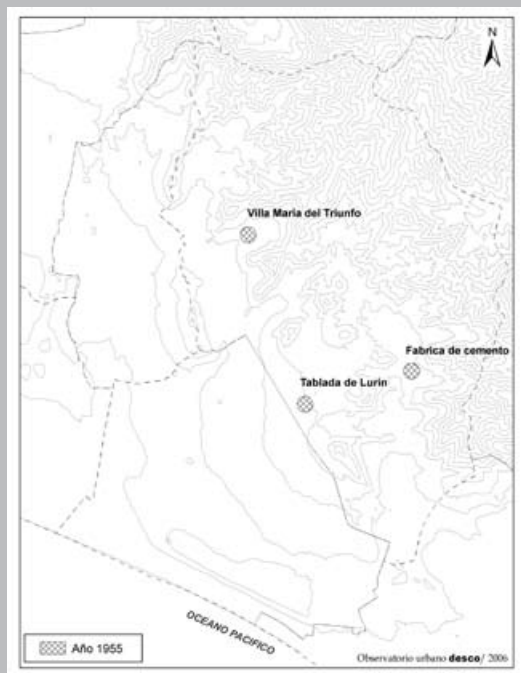 N
Villa Maria del Triunfo
Fabrica de cemento
Tablada de Lurin
OCEANO PACIFICO
Año 1955
Observatorio urbano desco/ 2006